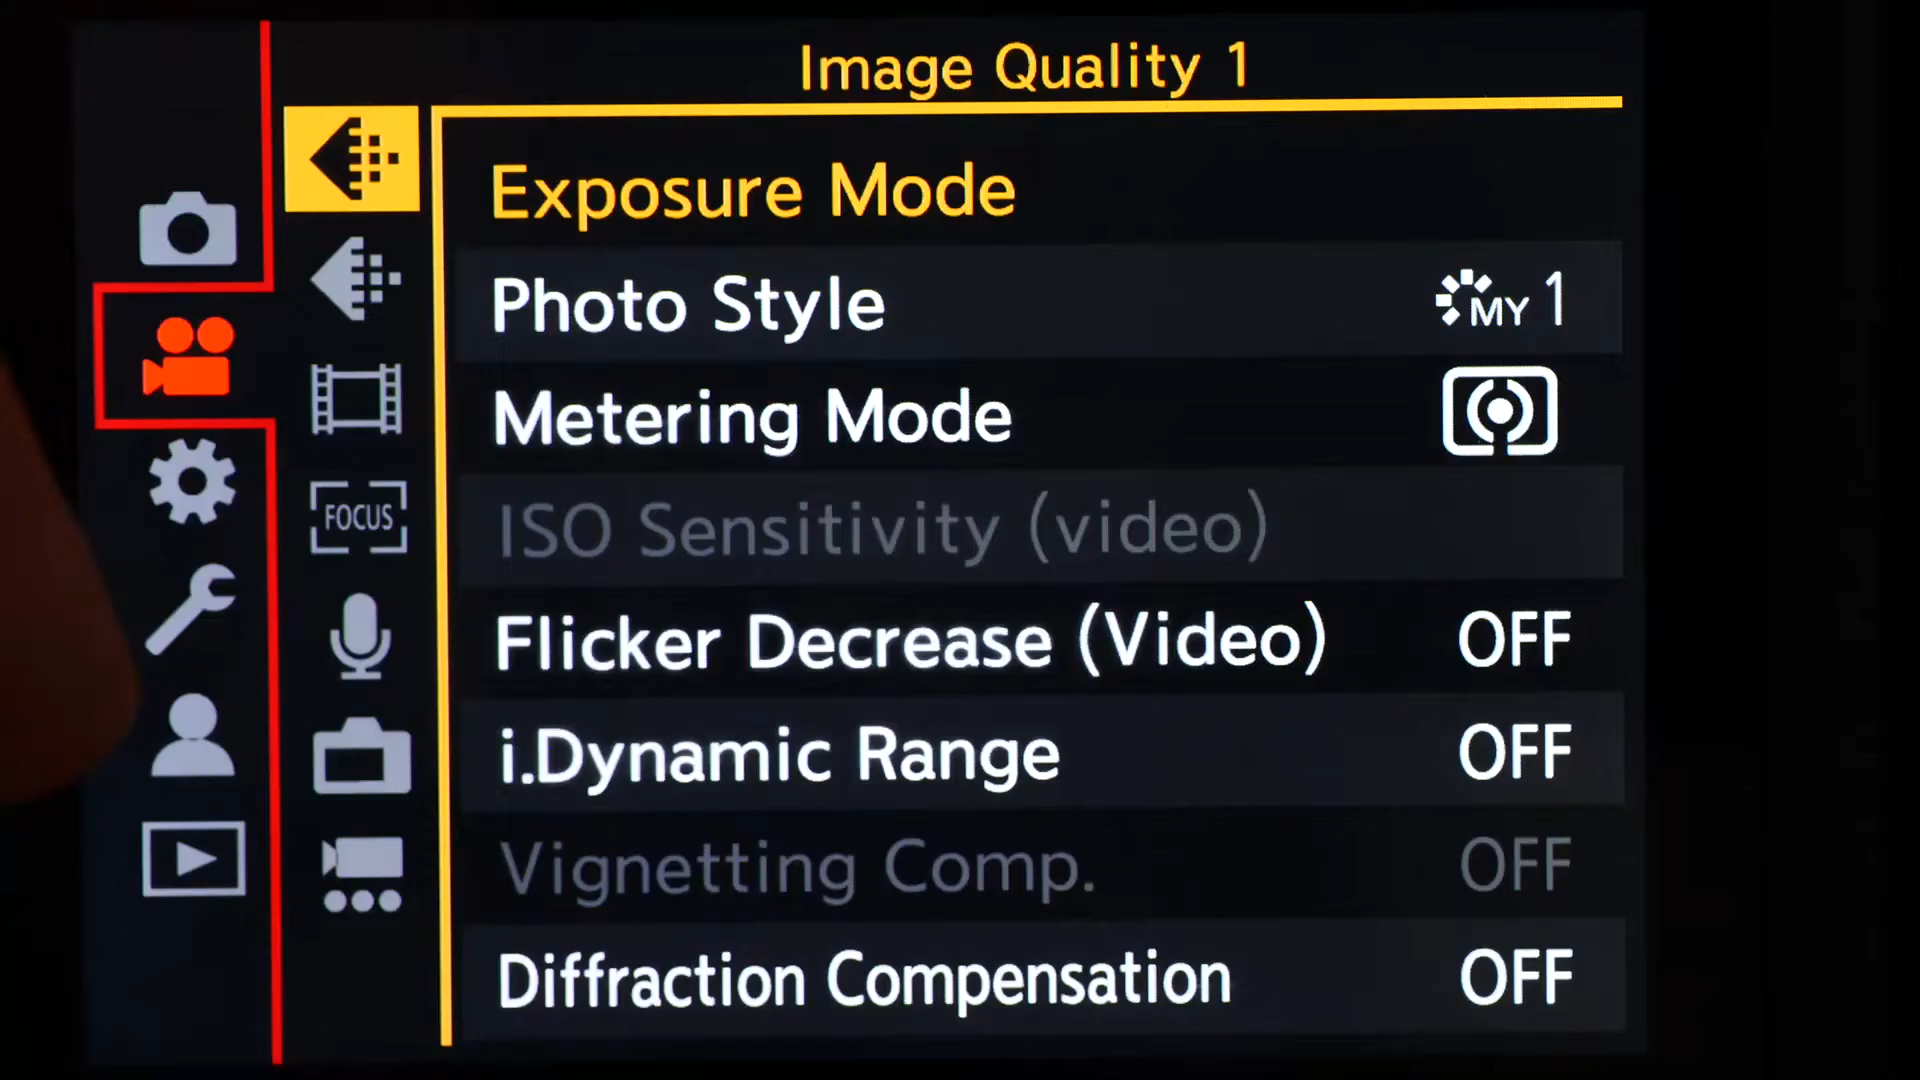 Image Quality 1
Exposure Mode
Photo Style MY 1
Metering Mode
ISO Sensitivity (video)
FOCUS
Flicker Decrease (Video) OFF
i.Dynamic Range OFF
Vignetting Comp. OFF
Diffraction Compensation OFF